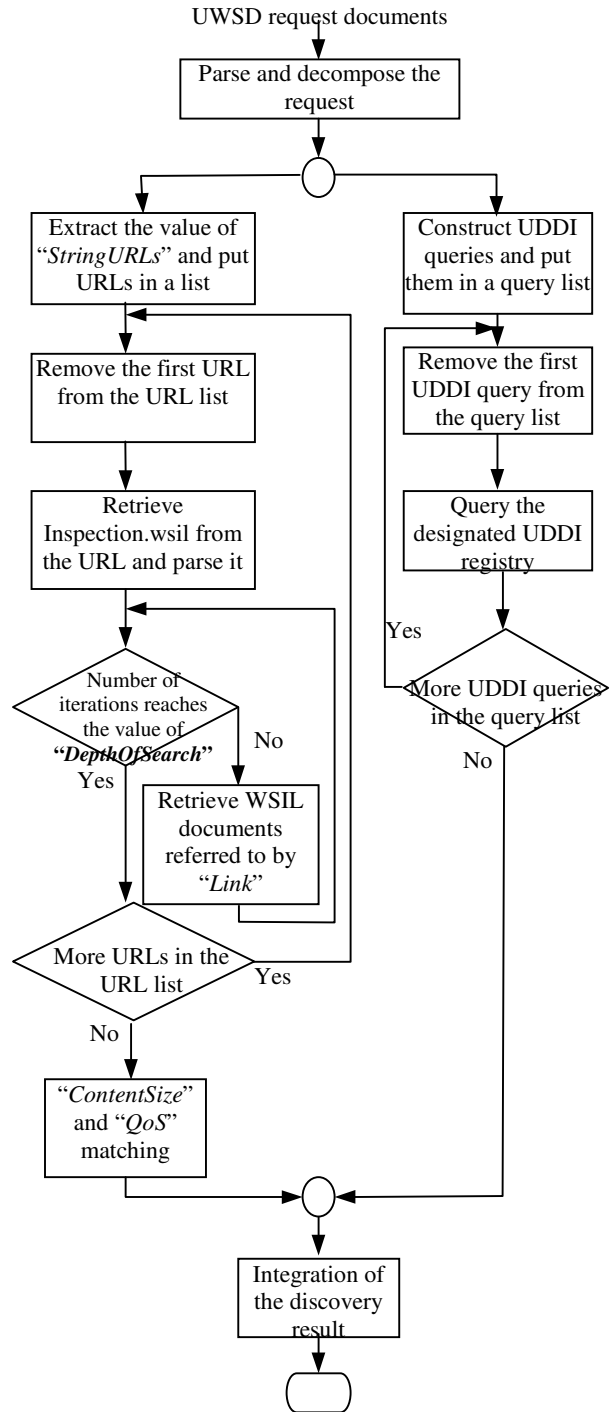 UWSD request documents
Parse and decompose the
request
Extract the value of
“StringURLs” and put
URLs in a list
Construct UDDI
queries and put
them in a query list
Remove the first URL
from the URL list
Remove the first
UDDI query from
the query list
Retrieve
Inspection.wsil from
the URL and parse it
Query the
designated UDDI
registry
Yes
Number of
iterations reaches
the value of
“DepthOfSearch”
More UDDI queries
in the query list
No
Yes
No
Retrieve WSIL
documents
referred to by
“Link”
More URLs in the
URL list
Yes
No
“ContentSize”
and “QoS”
matching
Integration of
the discovery
result